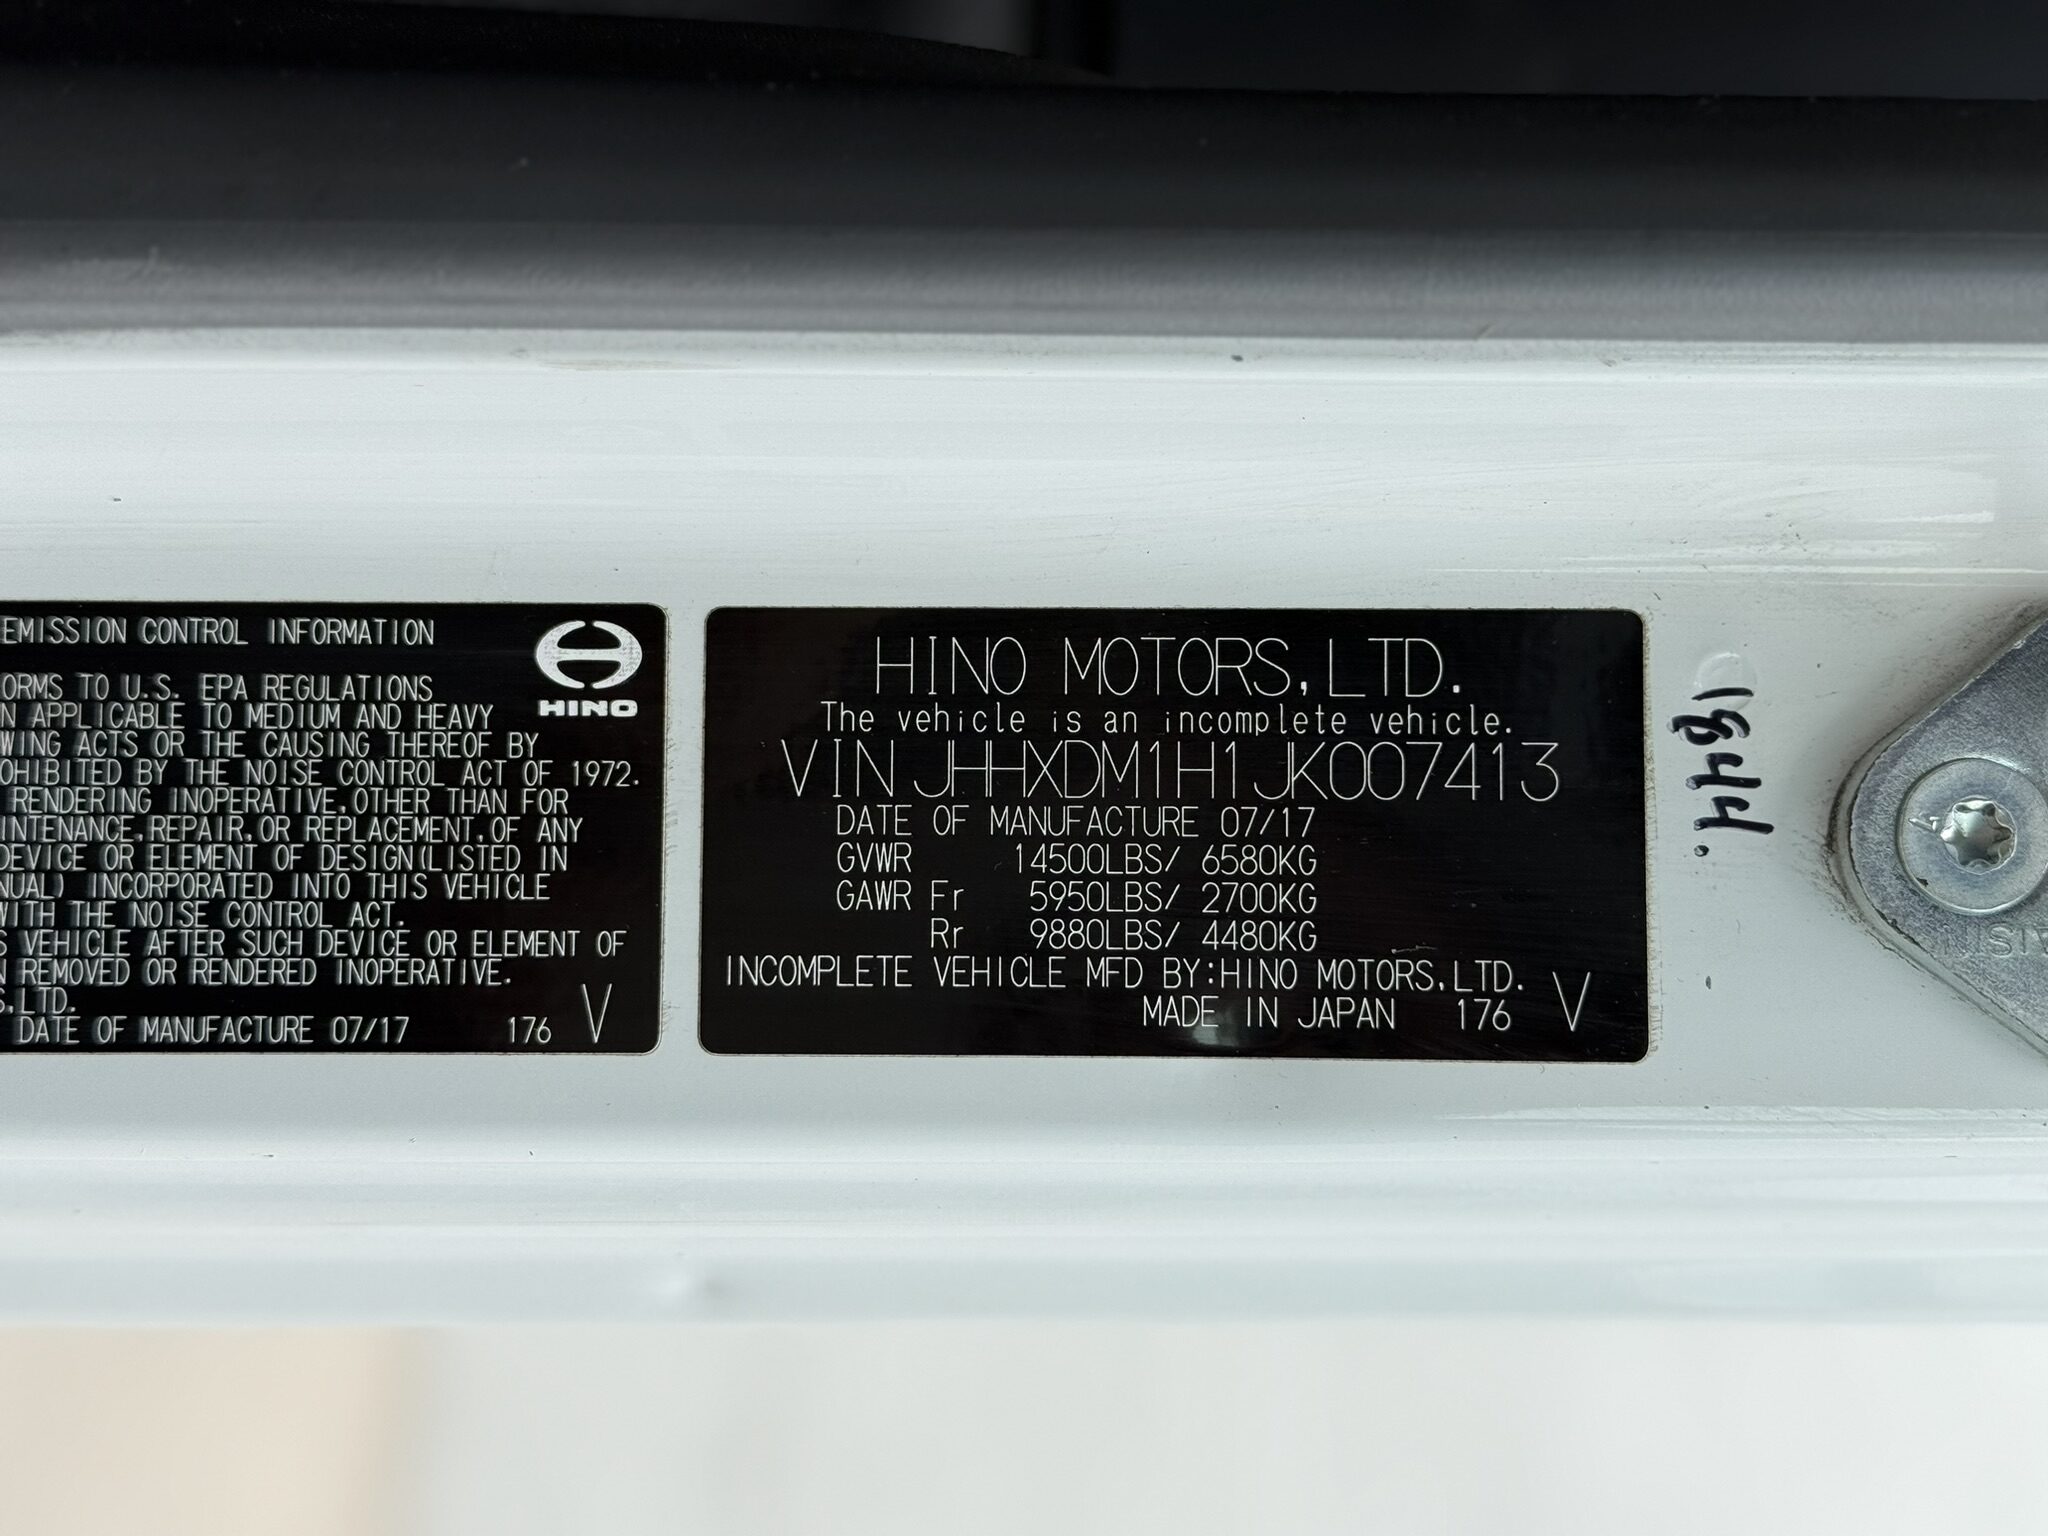 EMISSION CONTROL INFORMATION
HINO
ORMS TO U.S. EPA REGULATIONS
N APPLICABLE TO MEDIUM AND HEAVY
WING ACTS OR THE CAUSING THEREOF BY
OHIBITED BY THE NOISE CONTROL ACT OF 1972.
RENDERING INOPERATIVE,OTHER THAN FOR
INTENANCE,REPAIR,OR REPLACEMENT,OF ANY
DEVICE OR ELEMENT OF DESIGN(LISTED IN
NUAL) INCORPORATED INTO THIS VEHICLE
WITH THE NOISE CONTROL ACT.
S VEHICLE AFTER SUCH DEVICE OR ELEMENT OF
N REMOVED OR RENDERED INOPERATIVE.
S,LTD.
DATE OF MANUFACTURE 07/17 176 V
HINO MOTORS,LTD.
The vehicle is an incomplete vehicle.
VIN JHHXDM1H1JK007413
DATE OF MANUFACTURE 07/17
GVWR 14500LBS/ 6580KG
GAWR Fr 5950LBS/ 2700KG
Rr 9880LBS/ 4480KG
INCOMPLETE VEHICLE MFD BY:HINO MOTORS,LTD.
MADE IN JAPAN 176 V